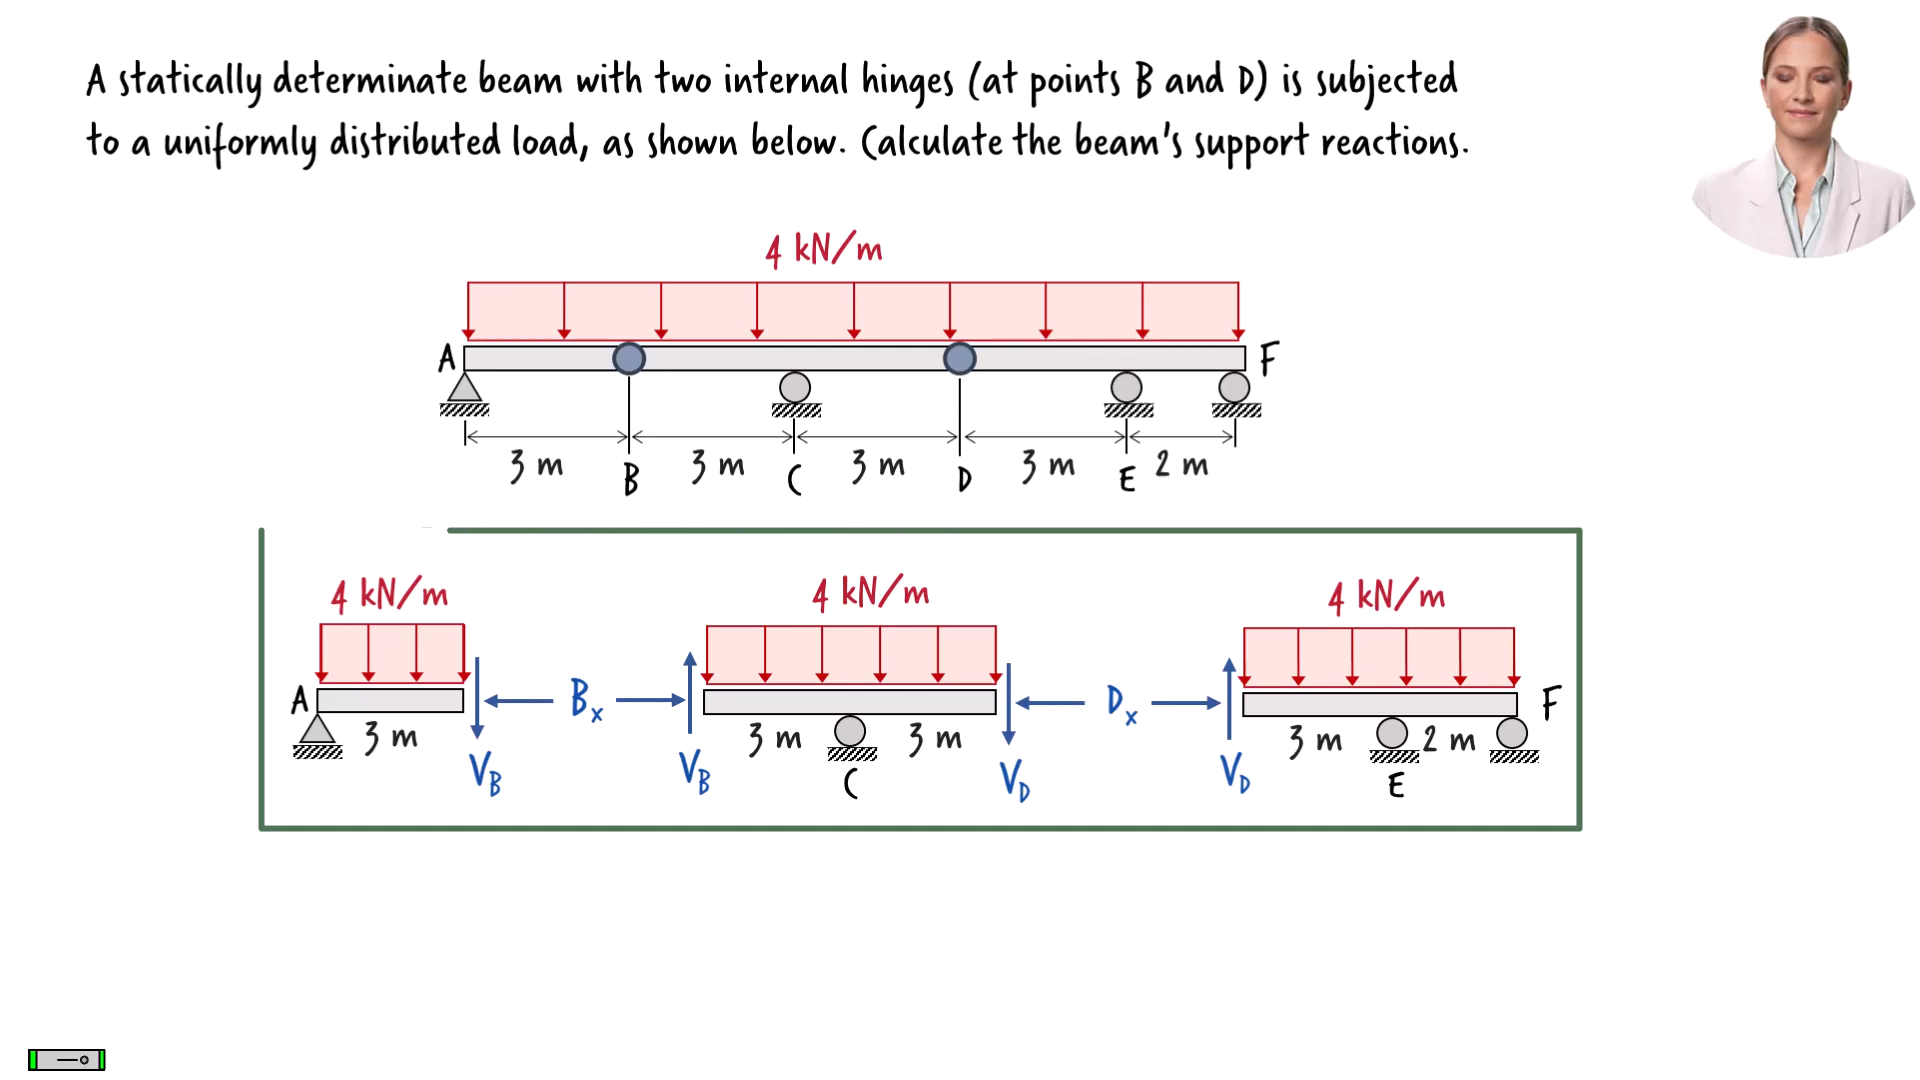 A statically determinate beam with two internal hinges (at points B and D) is subjected
to a uniformly distributed load, as shown below. Calculate the beam's support reactions.
4 kN/m
A F
3 m 3 m 3 m 3 m 2 m
B C D E
4 kN/m 4 kN/m 4 kN/m
A Bx Dx F
3 m 3 m 3 m 3 m 2 m
VB VB C VD VD E